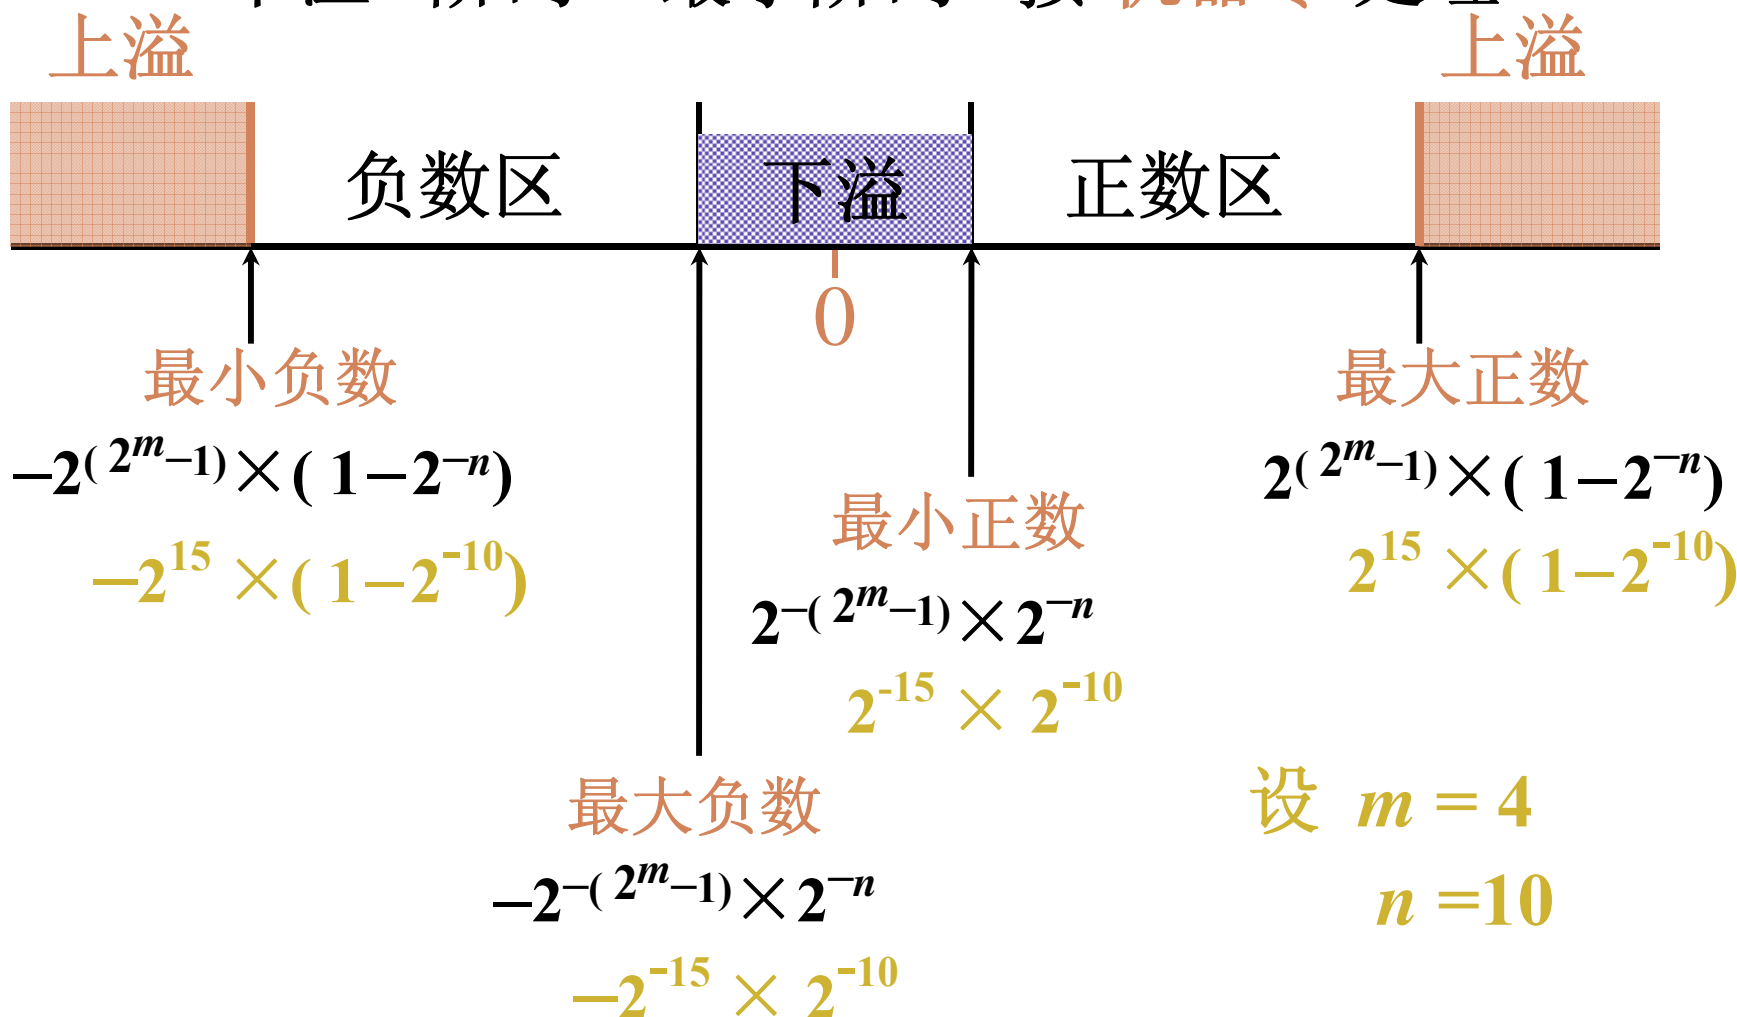 上溢 上溢
负数区 下溢 正数区
0
最小负数 最大正数
−2^(2^m−1)×(1−2^−n) 2^(2^m−1)×(1−2^−n)
−2^15 ×(1−2^-10) 2^15 ×(1−2^-10)
最小正数
2^−(2^m−1)×2^−n
2^-15 × 2^-10
最大负数
−2^−(2^m−1)×2^−n
−2^-15 × 2^-10
设 m = 4
n =10